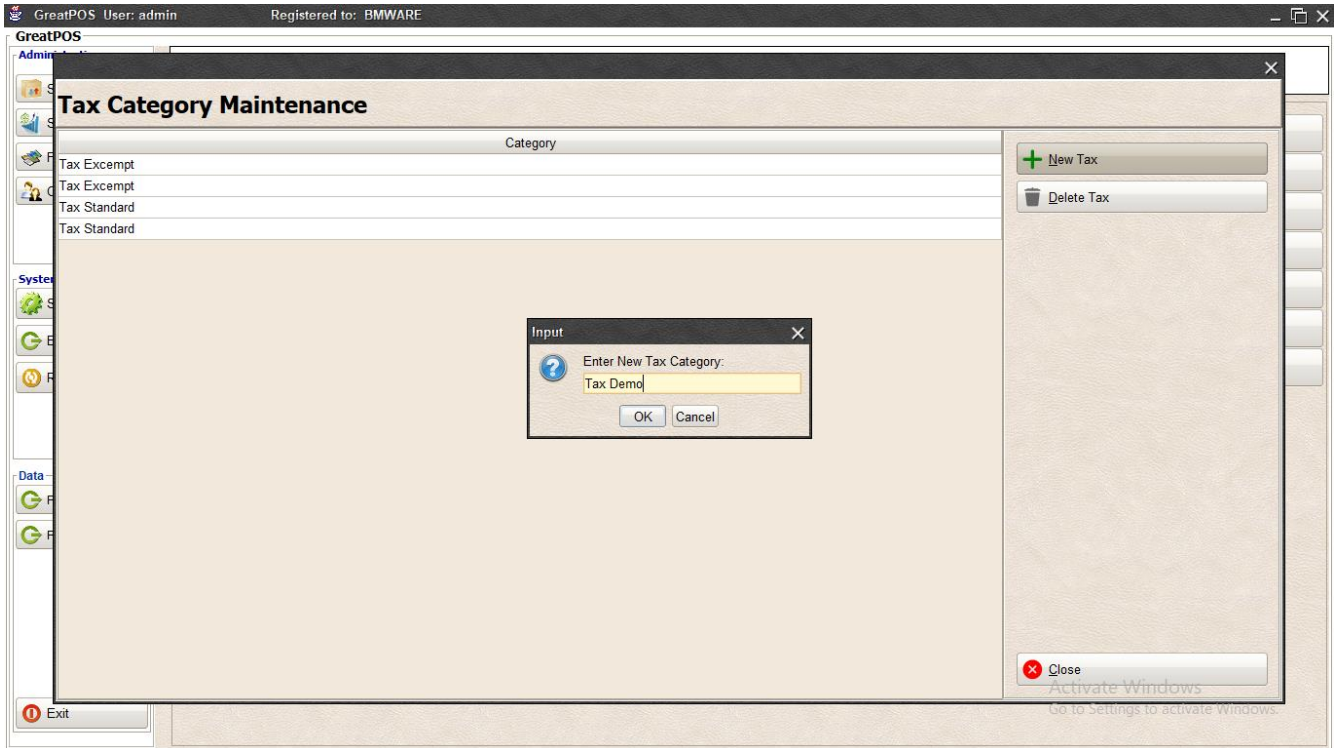 GreatPOS User: admin Registered to: BMWARE
GreatPOS
Tax Category Maintenance
Category
Tax Excempt
Tax Excempt
Tax Standard
Tax Standard
New Tax
Delete Tax
Input
Enter New Tax Category:
Tax Demo
OK Cancel
Data
Close
Activate Windows
Go to Settings to activate Windows.
Exit